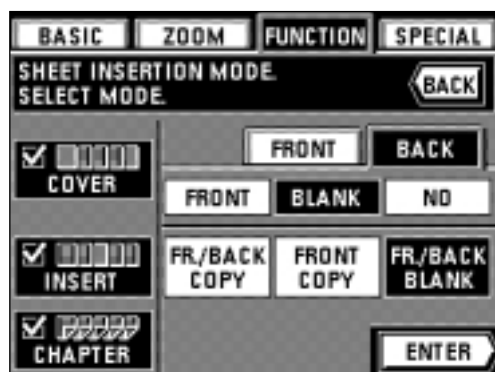 BASIC ZOOM FUNCTION SPECIAL
SHEET INSERTION MODE.
SELECT MODE.
BACK
COVER
FRONT BACK
FRONT BLANK NO
INSERT
FR./BACK COPY
FRONT COPY
FR./BACK BLANK
CHAPTER
ENTER